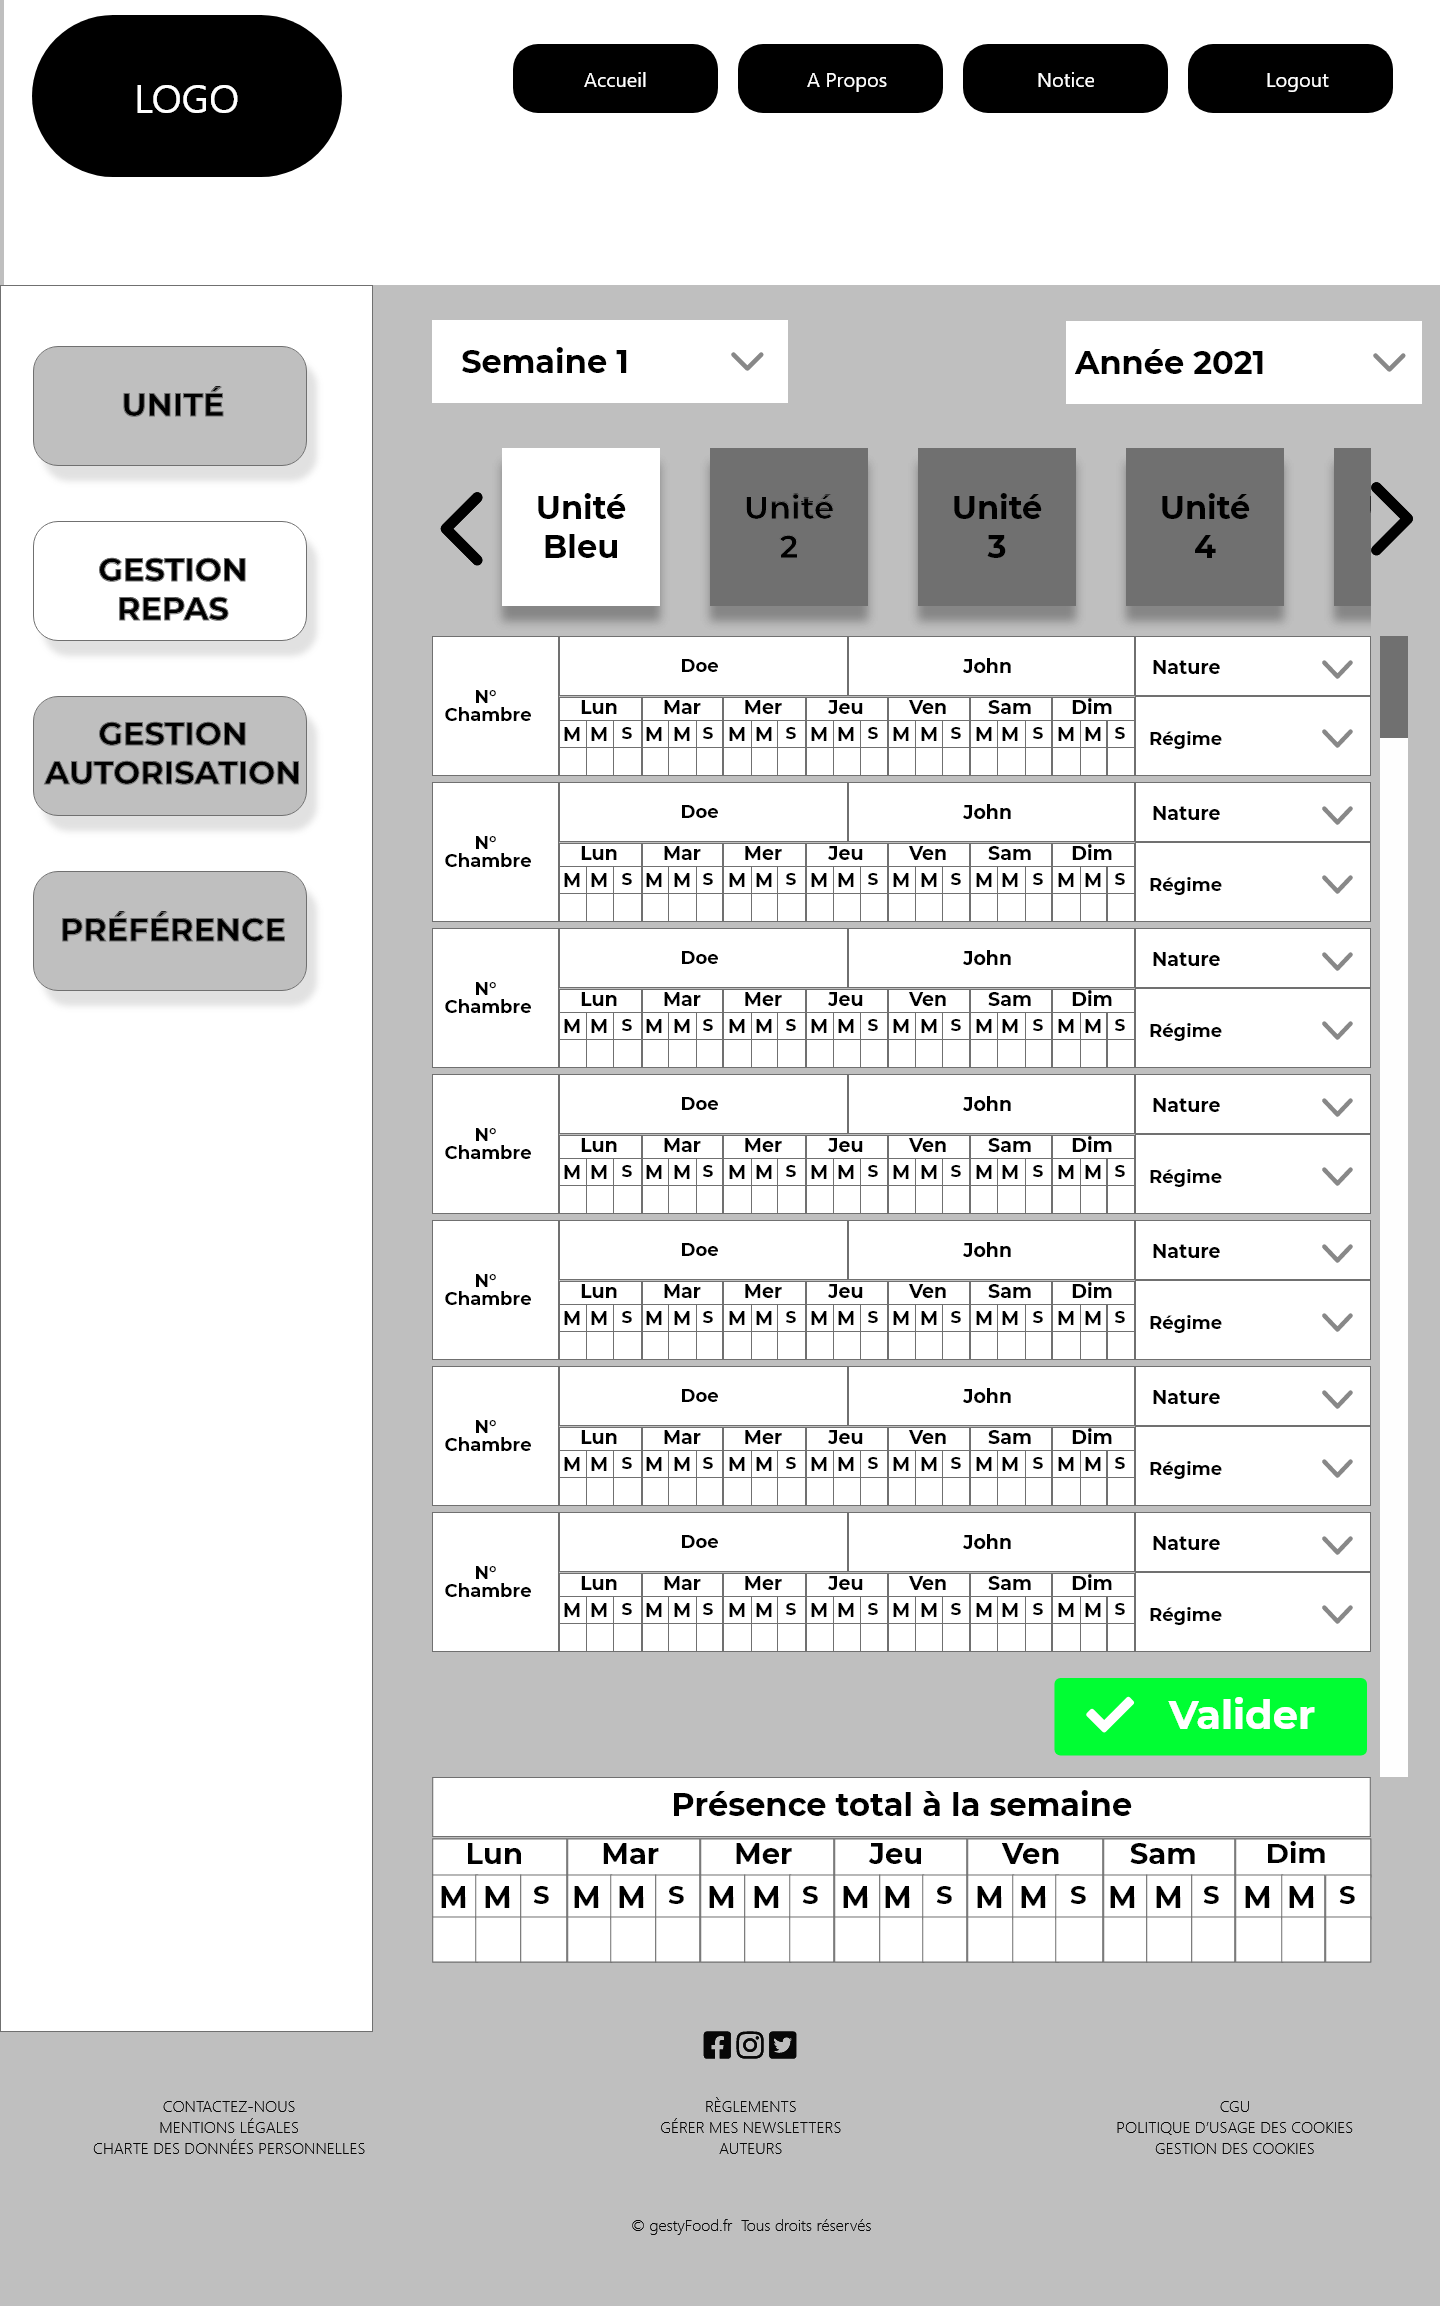 LOGO
Accueil
A Propos
Notice
Logout
UNITÉ
GESTION
REPAS
GESTION
AUTORISATION
PRÉFÉRENCE
Semaine 1
Année 2021
Unité
Bleu
Unité
2
Unité
3
Unité
4
N°
Chambre
Doe
John
Nature
Lun Mar Mer Jeu Ven Sam Dim
M M S M M S M M S M M S M M S M M S M M S
Régime
N°
Chambre
Doe
John
Nature
Lun Mar Mer Jeu Ven Sam Dim
M M S M M S M M S M M S M M S M M S M M S
Régime
N°
Chambre
Doe
John
Nature
Lun Mar Mer Jeu Ven Sam Dim
M M S M M S M M S M M S M M S M M S M M S
Régime
N°
Chambre
Doe
John
Nature
Lun Mar Mer Jeu Ven Sam Dim
M M S M M S M M S M M S M M S M M S M M S
Régime
N°
Chambre
Doe
John
Nature
Lun Mar Mer Jeu Ven Sam Dim
M M S M M S M M S M M S M M S M M S M M S
Régime
N°
Chambre
Doe
John
Nature
Lun Mar Mer Jeu Ven Sam Dim
M M S M M S M M S M M S M M S M M S M M S
Régime
N°
Chambre
Doe
John
Nature
Lun Mar Mer Jeu Ven Sam Dim
M M S M M S M M S M M S M M S M M S M M S
Régime
Valider
Présence total à la semaine
Lun Mar Mer Jeu Ven Sam Dim
M M S M M S M M S M M S M M S M M S M M S
CONTACTEZ-NOUS
MENTIONS LÉGALES
CHARTE DES DONNÉES PERSONNELLES
RÈGLEMENTS
GÉRER MES NEWSLETTERS
AUTEURS
CGU
POLITIQUE D'USAGE DES COOKIES
GESTION DES COOKIES
© gestyFood.fr Tous droits réservés